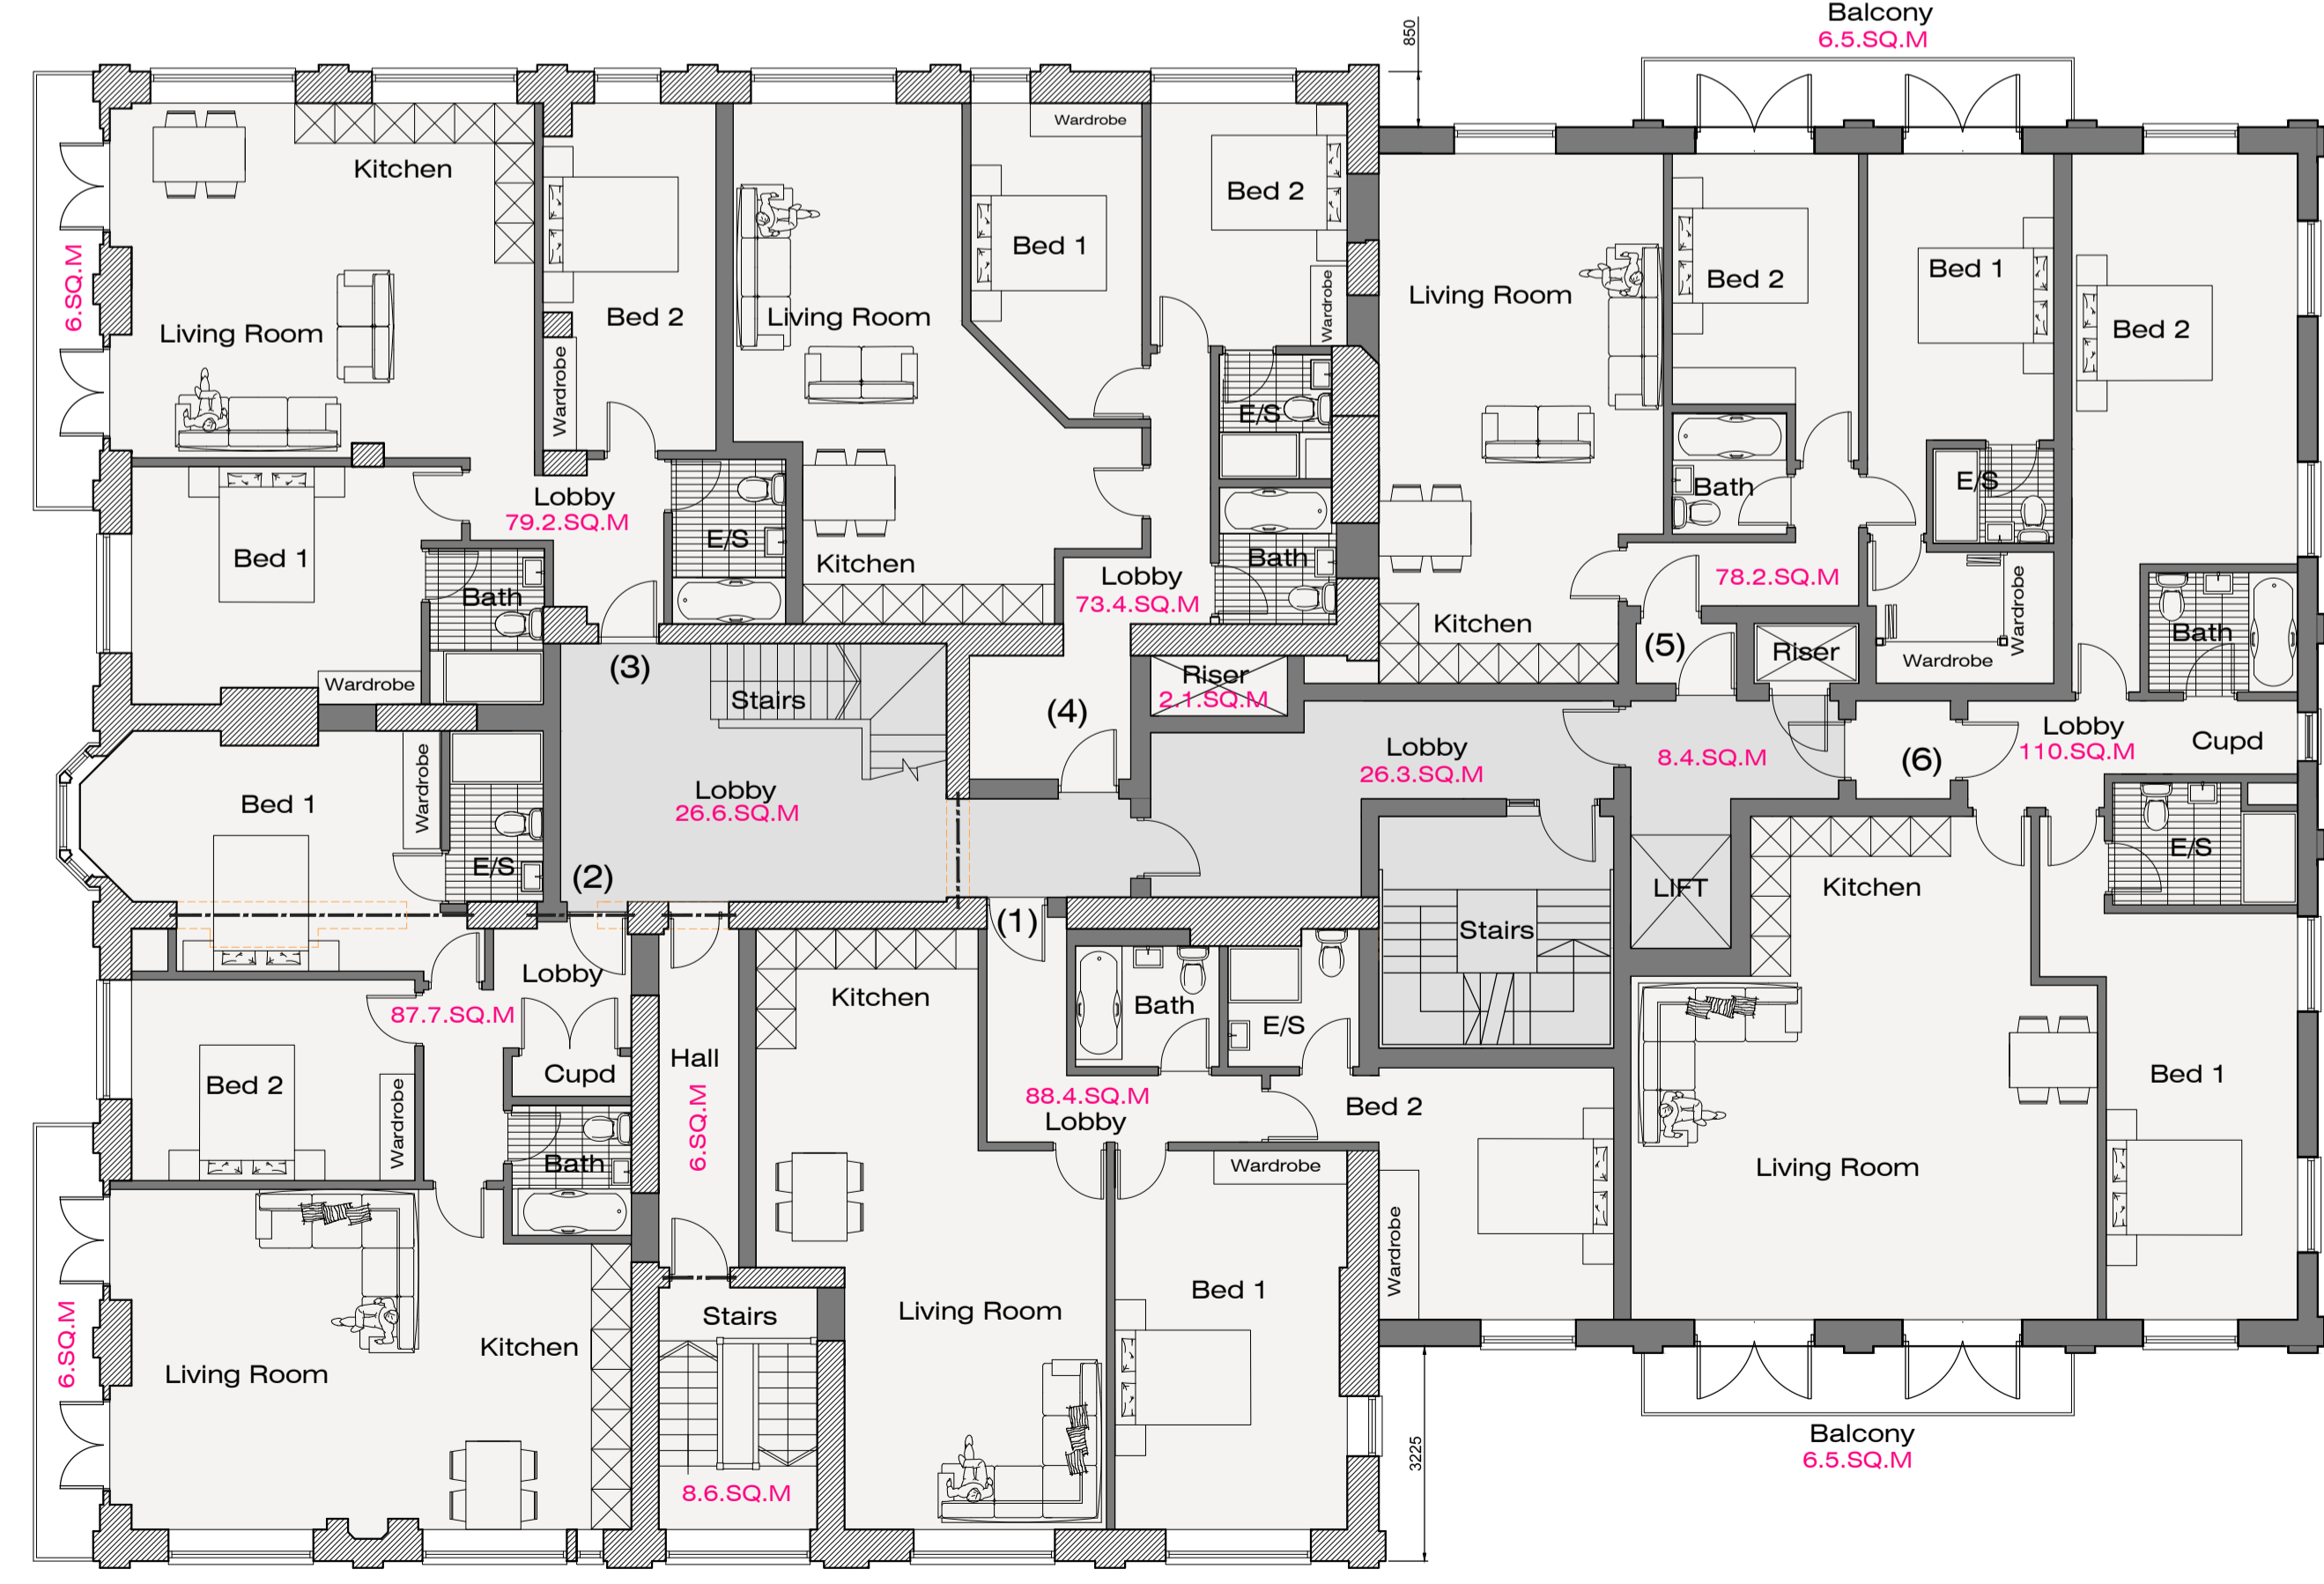 Balcony
6.5.SQ.M
850
Wardrobe
Kitchen
Bed 2
Bed 1
6.SQ.M
Living Room
Bed 2
Living Room
Wardrobe
Living Room
Bed 2
Bed 1
Bed 2
Wardrobe
E/S
Lobby
79.2.SQ.M
Bath
E/S
Bed 1
E/S
Kitchen
Bath
Lobby
73.4.SQ.M
78.2.SQ.M
Bath
Wardrobe
Kitchen
Wardrobe
Bath
Wardrobe
(3)
Stairs
(4)
Riser
2.1.SQ.M
(5)
Riser
Lobby
26.3.SQ.M
8.4.SQ.M
(6)
Lobby
110.SQ.M
Cupd
Bed 1
Wardrobe
E/S
Lobby
26.6.SQ.M
(2)
(1)
Stairs
LIFT
Kitchen
E/S
Lobby
87.7.SQ.M
Kitchen
Bath
E/S
Hall
6.SQ.M
Cupd
Bed 2
Wardrobe
Bath
88.4.SQ.M
Lobby
Bed 2
Bed 1
Wardrobe
Living Room
Wardrobe
6.SQ.M
Living Room
Kitchen
Stairs
Living Room
Bed 1
8.6.SQ.M
3225
Balcony
6.5.SQ.M